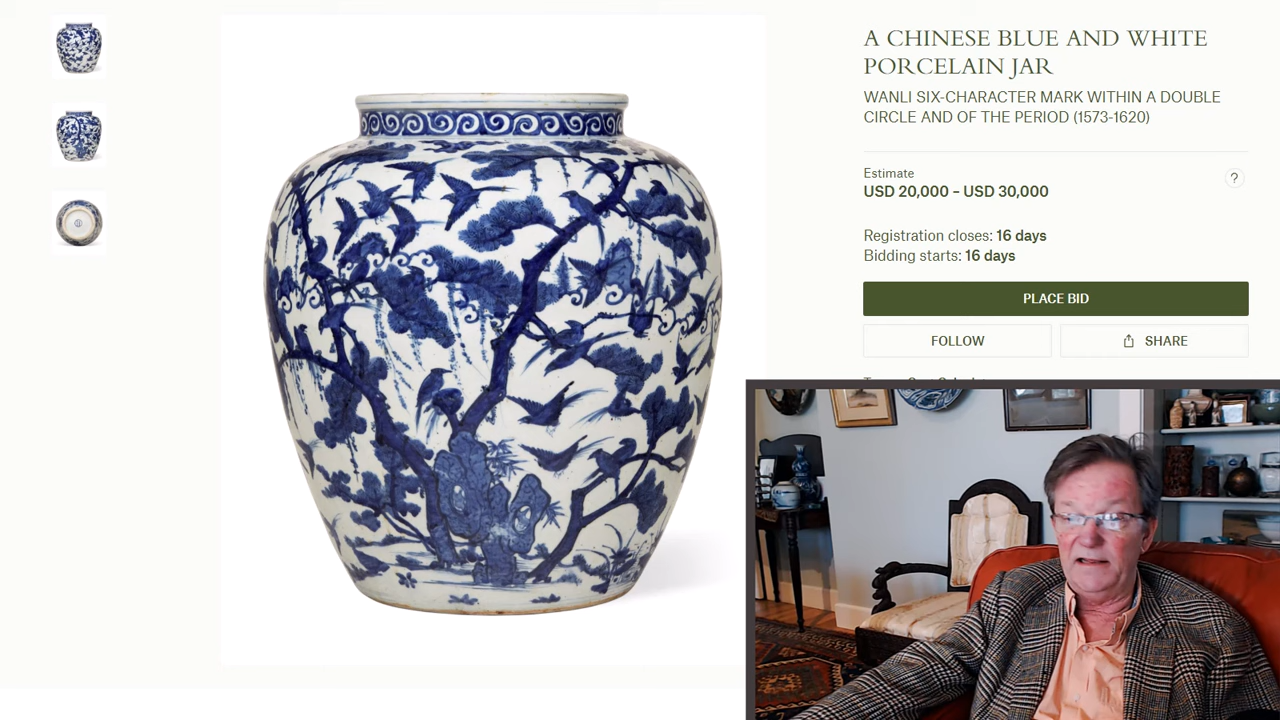 A CHINESE BLUE AND WHITE
PORCELAIN JAR
WANLI SIX-CHARACTER MARK WITHIN A DOUBLE
CIRCLE AND OF THE PERIOD (1573-1620)
Estimate
USD 20,000 – USD 30,000
?
Registration closes: 16 days
Bidding starts: 16 days
PLACE BID
FOLLOW
SHARE